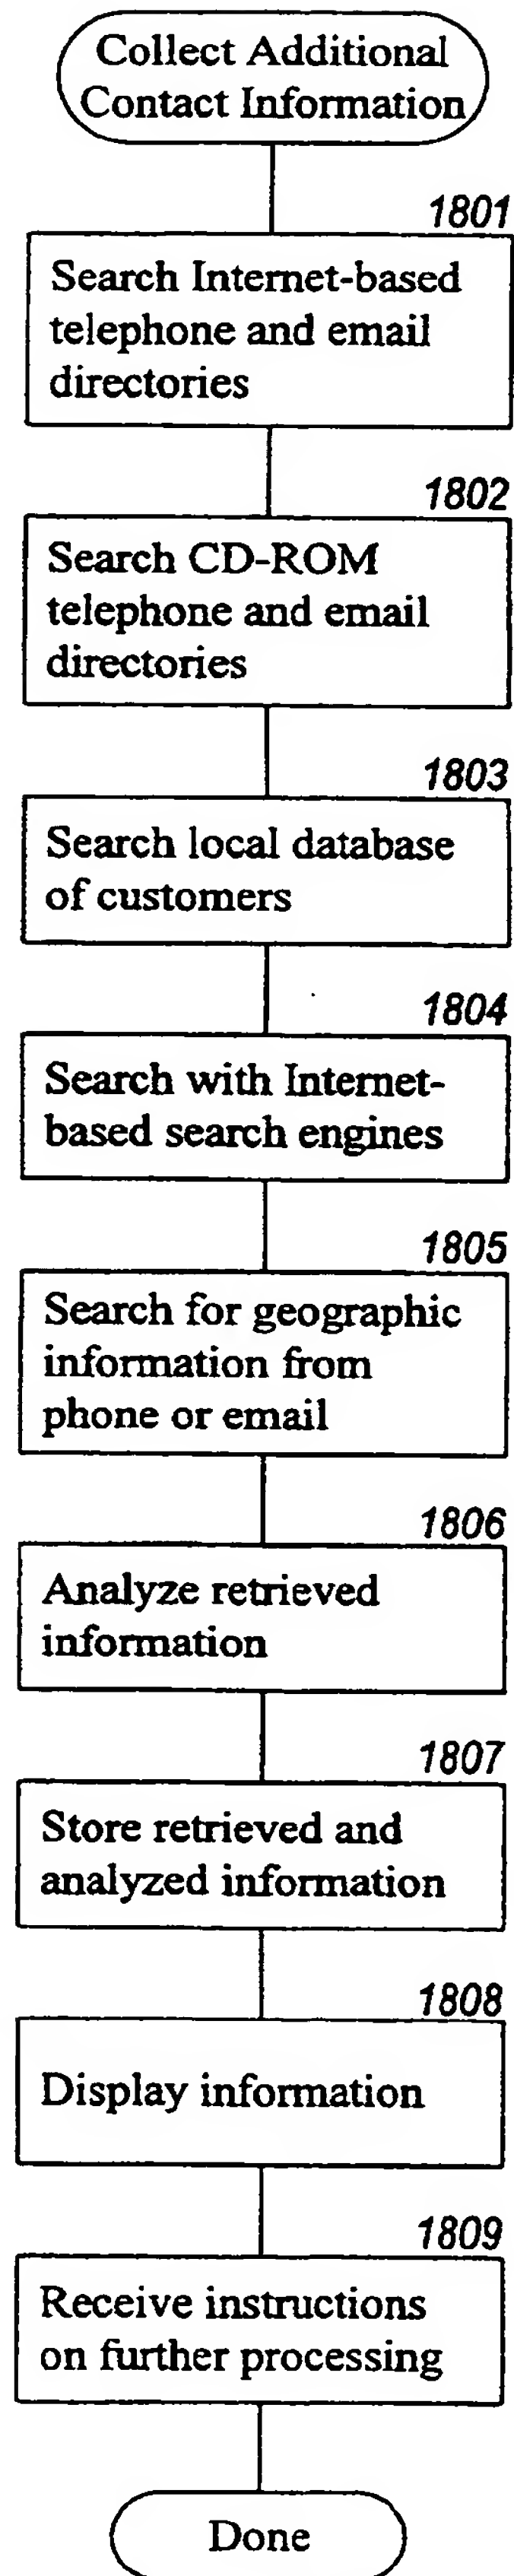 Collect Additional
Contact Information
1801
Search Internet-based
telephone and email
directories
1802
Search CD-ROM
telephone and email
directories
1803
Search local database
of customers
1804
Search with Internet-
based search engines
1805
Search for geographic
information from
phone or email
1806
Analyze retrieved
information
1807
Store retrieved and
analyzed information
1808
Display information
1809
Receive instructions
on further processing
Done